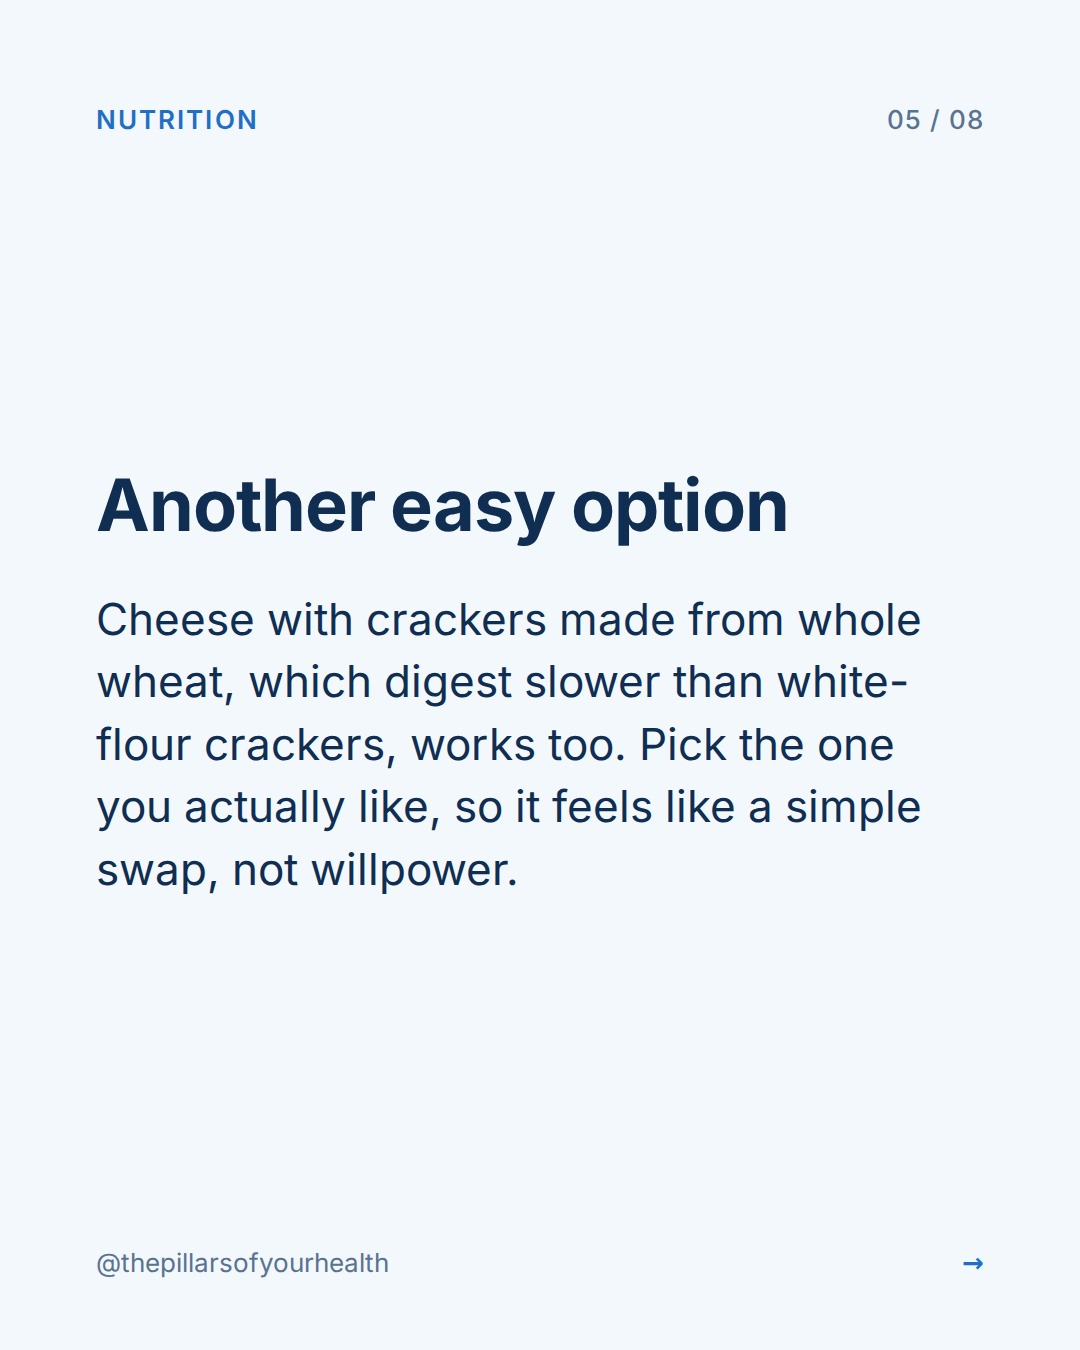 NUTRITION
05 / 08
Another easy option
Cheese with crackers made from whole
wheat, which digest slower than white-
flour crackers, works too. Pick the one
you actually like, so it feels like a simple
swap, not willpower.
@thepillarsofyourhealth
→